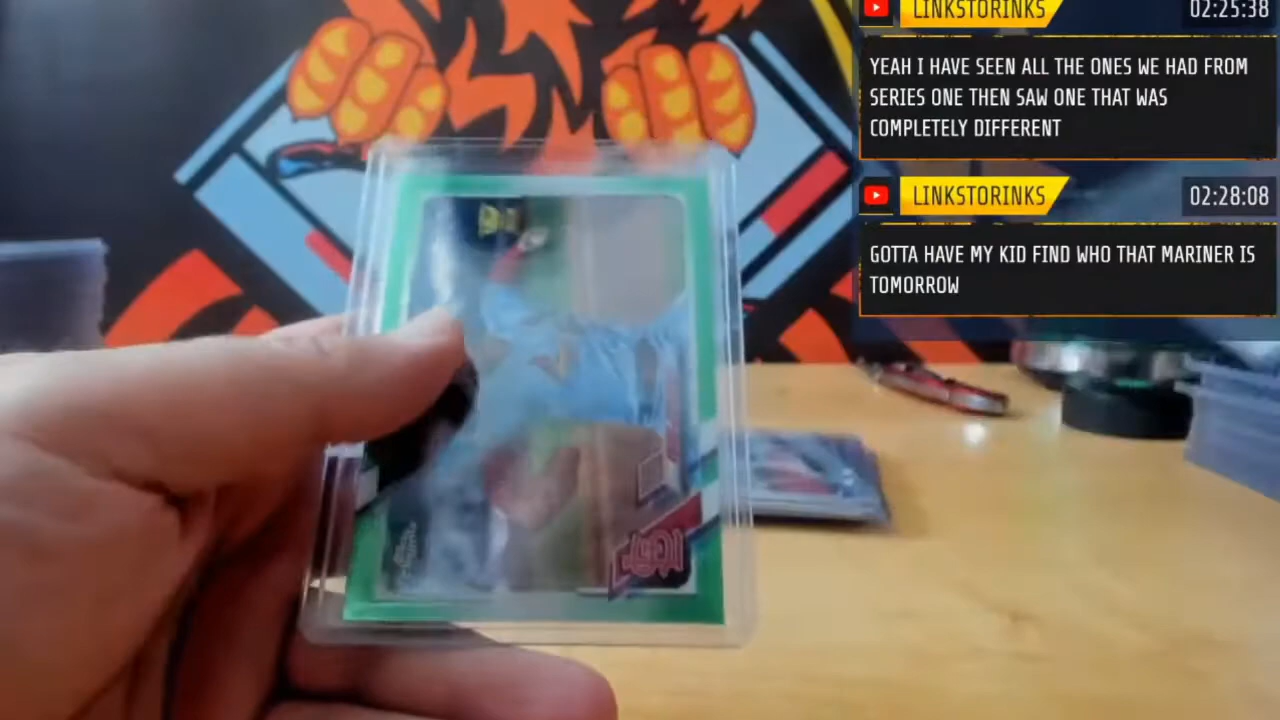 LINKSTORINKS
02:25:38
YEAH I HAVE SEEN ALL THE ONES WE HAD FROM
SERIES ONE THEN SAW ONE THAT WAS
COMPLETELY DIFFERENT
LINKSTORINKS
02:28:08
GOTTA HAVE MY KID FIND WHO THAT MARINER IS
TOMORROW